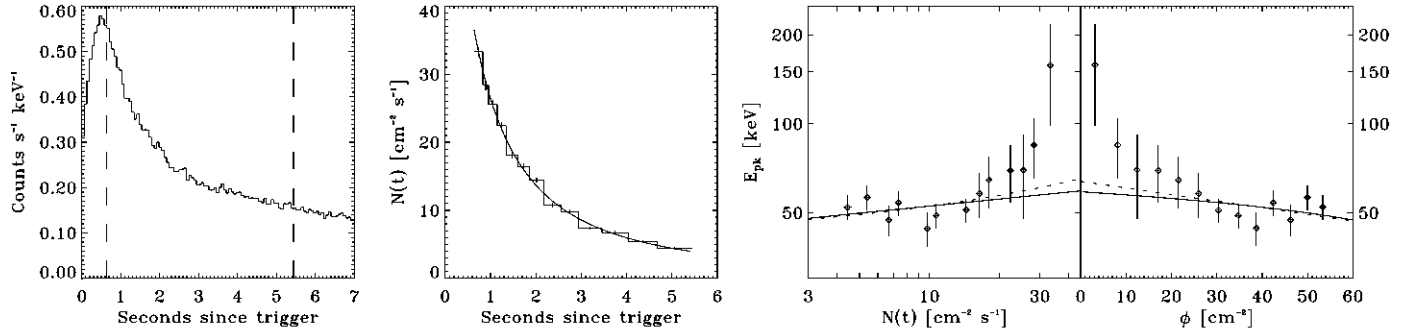 0.60
0.50
0.40
0.30
0.20
0.10
0.00
Counts s⁻¹ keV⁻¹
0 1 2 3 4 5 6 7
Seconds since trigger
40
30
20
10
0
N(t) [cm⁻² s⁻¹]
0 1 2 3 4 5 6
Seconds since trigger
200
150
100
50
E_pk [keV]
3 10 30
N(t) [cm⁻² s⁻¹]
0 10 20 30 40 50 60
ϕ [cm⁻²]
200
150
100
50